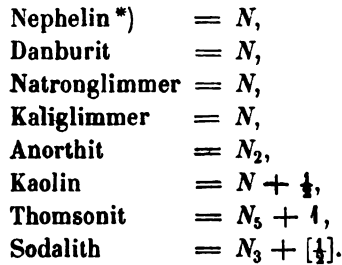 Nephelin *) = N,
Danburit = N,
Natronglimmer = N,
Kaliglimmer = N,
Anorthit = N₂,
Kaolin = N + ½,
Thomsonit = N₅ + 1,
Sodalith = N₃ + [½].